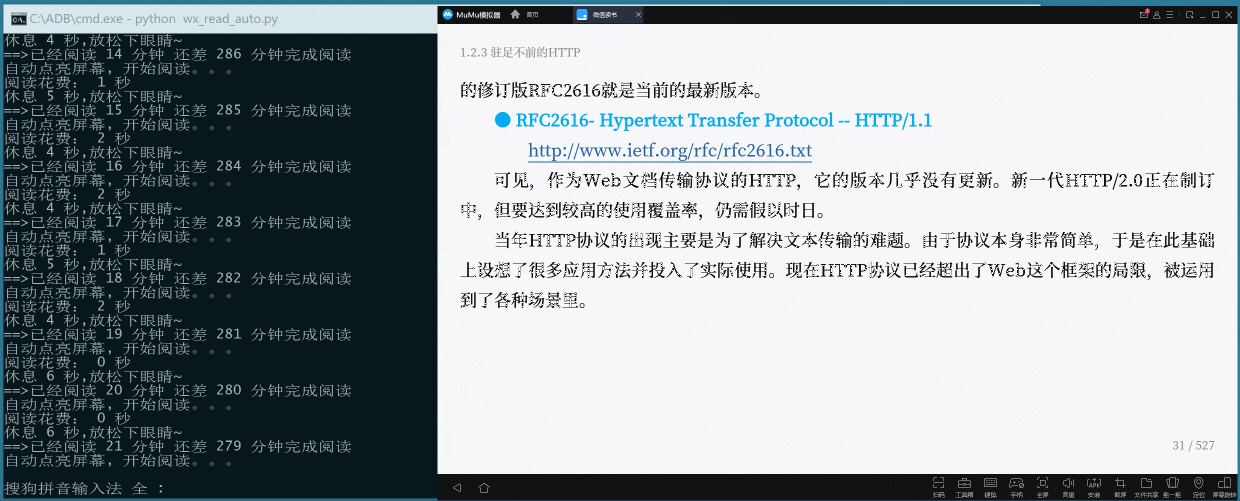 C:\ADB\cmd.exe - python wx_read_auto.py
休息 4 秒,放松下眼睛~
==>已经阅读 14 分钟 还差 286 分钟完成阅读
自动点亮屏幕，开始阅读。。。
阅读花费： 1 秒
休息 5 秒,放松下眼睛~
==>已经阅读 15 分钟 还差 285 分钟完成阅读
自动点亮屏幕，开始阅读。。。
阅读花费： 2 秒
休息 4 秒,放松下眼睛~
==>已经阅读 16 分钟 还差 284 分钟完成阅读
自动点亮屏幕，开始阅读。。。
阅读花费： 2 秒
休息 4 秒,放松下眼睛~
==>已经阅读 17 分钟 还差 283 分钟完成阅读
自动点亮屏幕，开始阅读。。。
阅读花费： 1 秒
休息 5 秒,放松下眼睛~
==>已经阅读 18 分钟 还差 282 分钟完成阅读
自动点亮屏幕，开始阅读。。。
阅读花费： 2 秒
休息 4 秒,放松下眼睛~
==>已经阅读 19 分钟 还差 281 分钟完成阅读
自动点亮屏幕，开始阅读。。。
阅读花费： 0 秒
休息 6 秒,放松下眼睛~
==>已经阅读 20 分钟 还差 280 分钟完成阅读
自动点亮屏幕，开始阅读。。。
阅读花费： 0 秒
休息 6 秒,放松下眼睛~
==>已经阅读 21 分钟 还差 279 分钟完成阅读
自动点亮屏幕，开始阅读。。。
搜狗拼音输入法 全 :
MuMu模拟器 首页 微信读书
1.2.3 驻足不前的HTTP
的修订版RFC2616就是当前的最新版本。
● RFC2616- Hypertext Transfer Protocol -- HTTP/1.1
http://www.ietf.org/rfc/rfc2616.txt
可见，作为Web文档传输协议的HTTP，它的版本几乎没有更新。新一代HTTP/2.0正在制订
中，但要达到较高的使用覆盖率，仍需假以时日。
当年HTTP协议的出现主要是为了解决文本传输的难题。由于协议本身非常简单，于是在此基础
上设想了很多应用方法并投入了实际使用。现在HTTP协议已经超出了Web这个框架的局限，被运用
到了各种场景里。
31 / 527
扫码 工具箱 键鼠 手柄 全屏 音量 安装 截屏 文件共享 摇一摇 定位 屏幕旋转